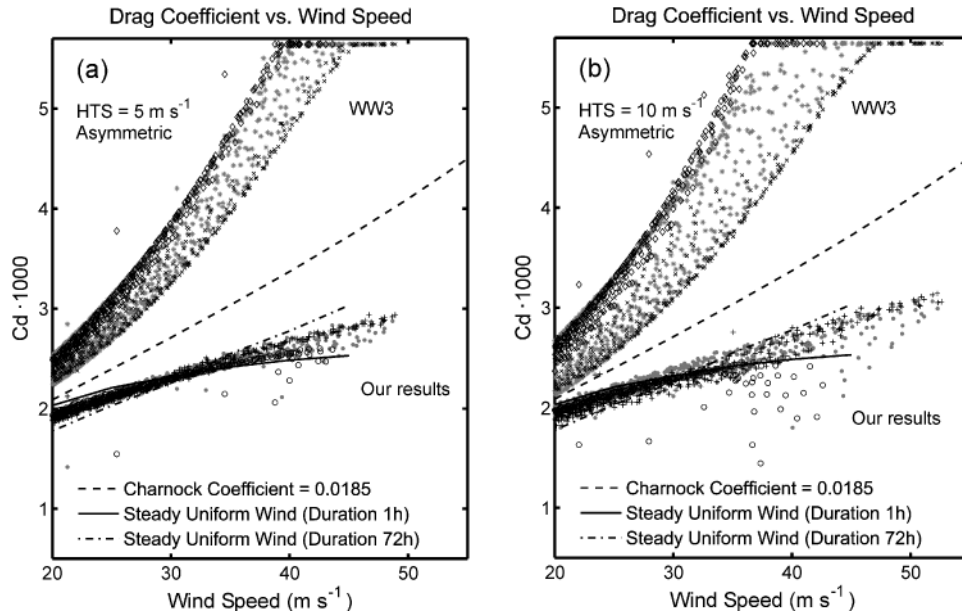 Drag Coefficient vs. Wind Speed
(a)
HTS = 5 m s⁻¹
Asymmetric
WW3
Our results
Charnock Coefficient = 0.0185
Steady Uniform Wind (Duration 1h)
Steady Uniform Wind (Duration 72h)
Cd ·1000
5
4
3
2
1
20 30 40 50
Wind Speed (m s⁻¹)
Drag Coefficient vs. Wind Speed
(b)
HTS = 10 m s⁻¹
Asymmetric
WW3
Our results
Charnock Coefficient = 0.0185
Steady Uniform Wind (Duration 1h)
Steady Uniform Wind (Duration 72h)
Cd ·1000
5
4
3
2
1
20 30 40 50
Wind Speed (m s⁻¹)